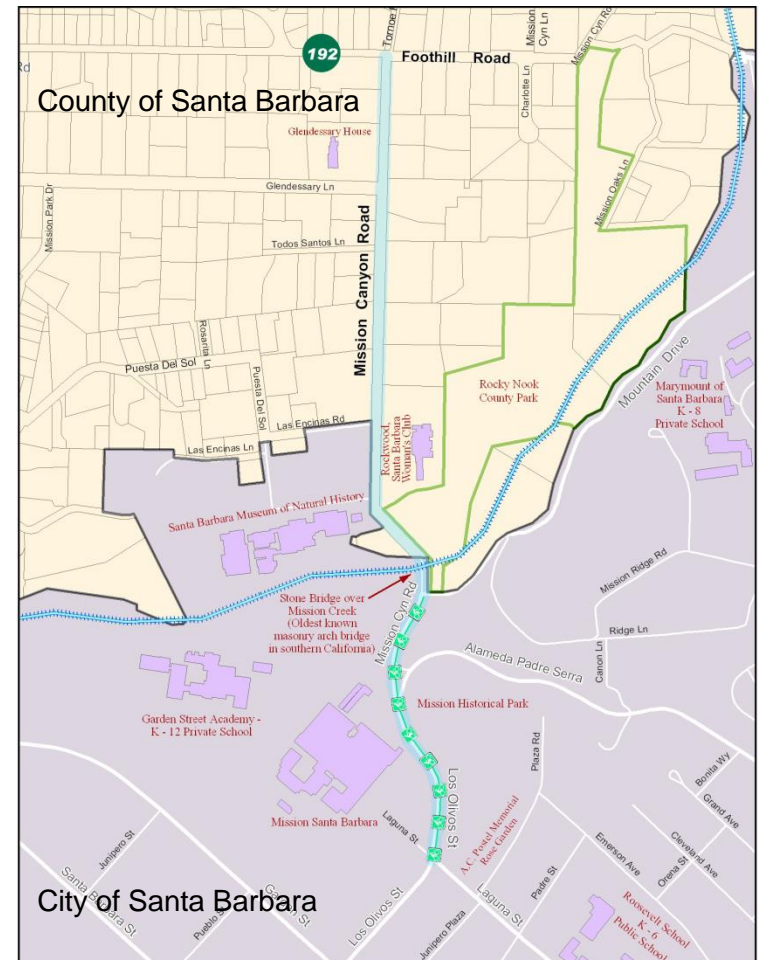 Tornoe
Mission
Cyn Ln
Mission Cyn Rd
192
Foothill Road
Rd
County of Santa Barbara
Charlotte Ln
Glendessary House
Glendessary Ln
Mission Park Dr
Mission Oaks Ln
Todos Santos Ln
Mission Canyon Road
Rosarita Ln
Puesta Del Sol
Puesta Del Sol
Mountain Drive
Rocky Nook
County Park
Marymount of
Santa Barbara
K - 8
Private School
Las Encinas Rd
Las Encinas Ln
Rockwood,
Santa Barbara
Woman's Club
Santa Barbara Museum of Natural History
Mission Ridge Rd
Stone Bridge over
Mission Creek
(Oldest known
masonry arch bridge
in southern California)
Mission Cyn Rd
Ridge Ln
Canon Ln
Alameda Padre Serra
Mission Historical Park
Garden Street Academy -
K - 12 Private School
Plaza Rd
Bonita Wy
Los Olivos St
Grand Ave
Mission Santa Barbara
Laguna St
A.C. Postel Memorial
Rose Garden
Cleveland Ave
Emerson Ave
Orena St
Junipero St
Padre St
Santa Barbara St
Garden St
Laguna St
City of Santa Barbara
Pueblo St
Los Olivos St
Junipero Plaza
Roosevelt School
K - 6
Public School